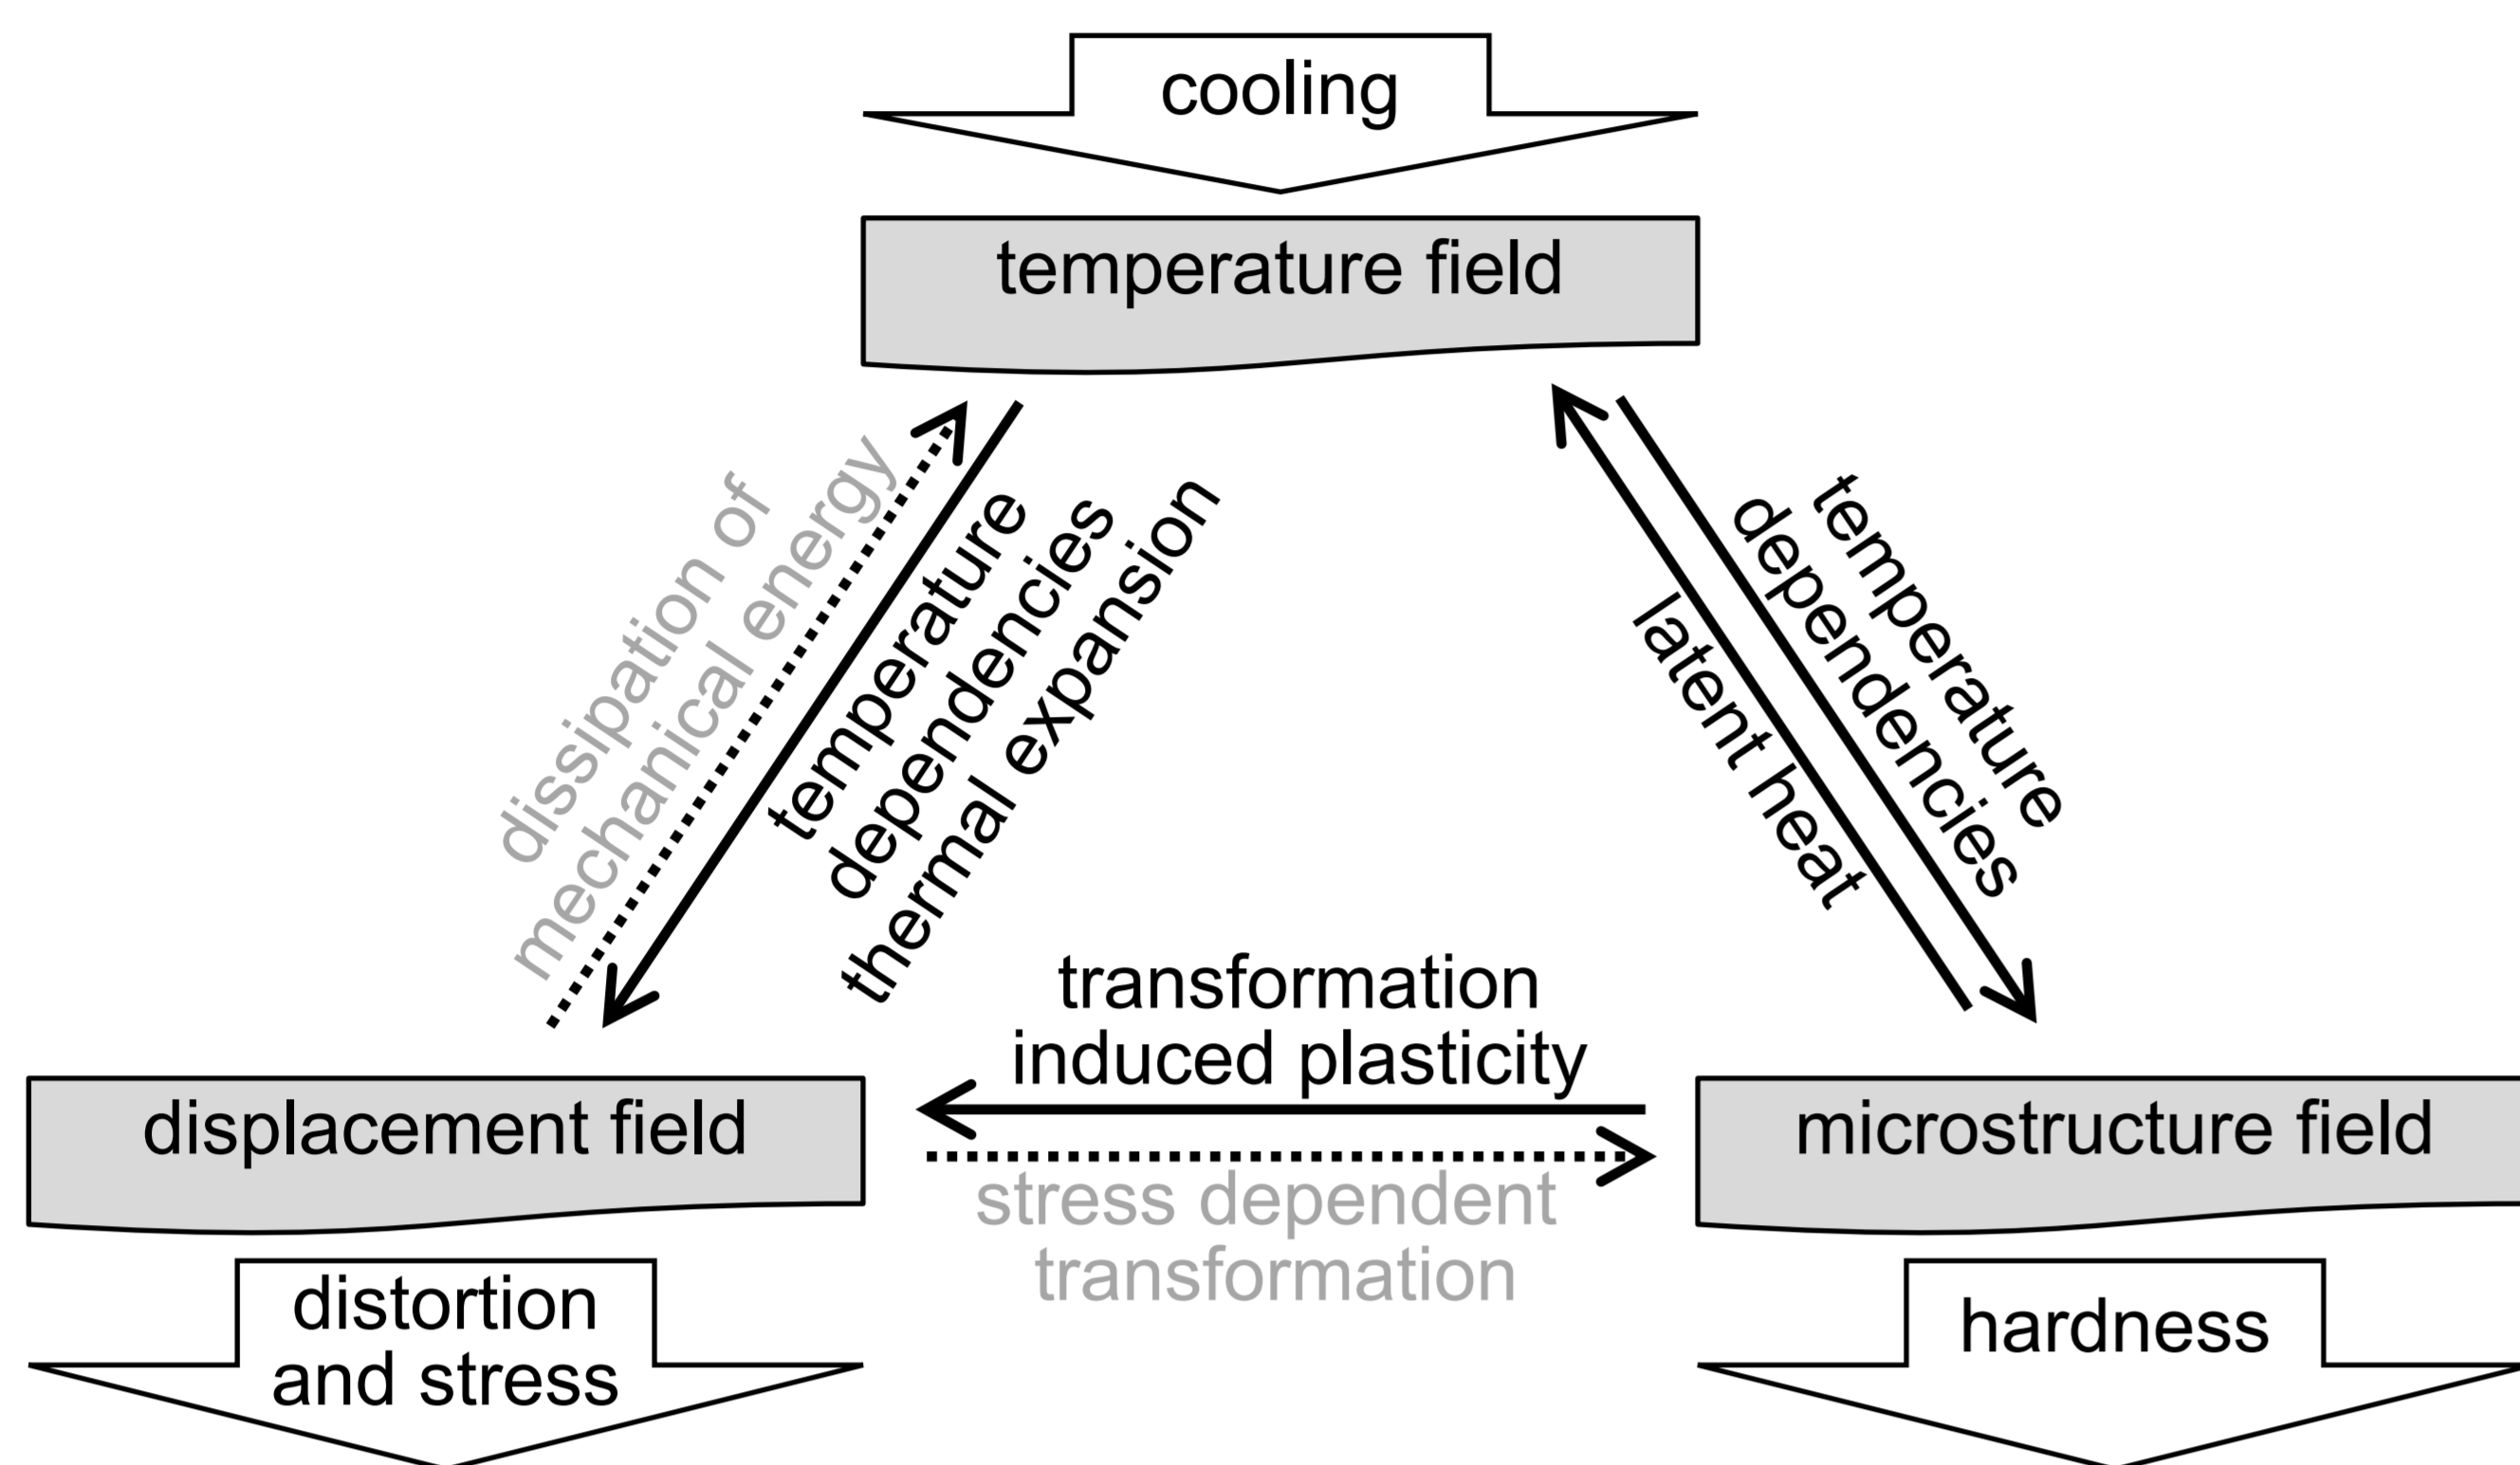 cooling
temperature field
dissipation of
mechanical energy
temperature
dependencies
thermal expansion
latent heat
temperature
dependencies
transformation
induced plasticity
displacement field
microstructure field
stress dependent
transformation
distortion
and stress
hardness